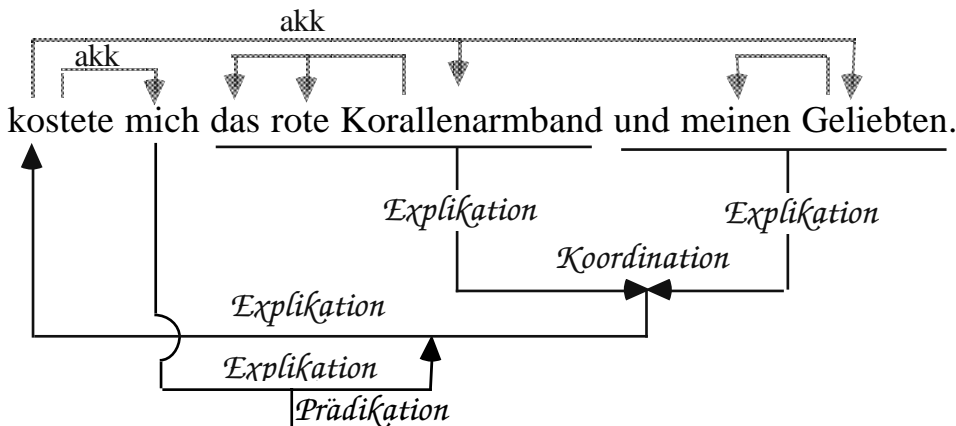 akk
akk
kostete mich das rote Korallenarmband und meinen Geliebten.
Explikation Explikation
Koordination
Explikation
Explikation
Prädikation